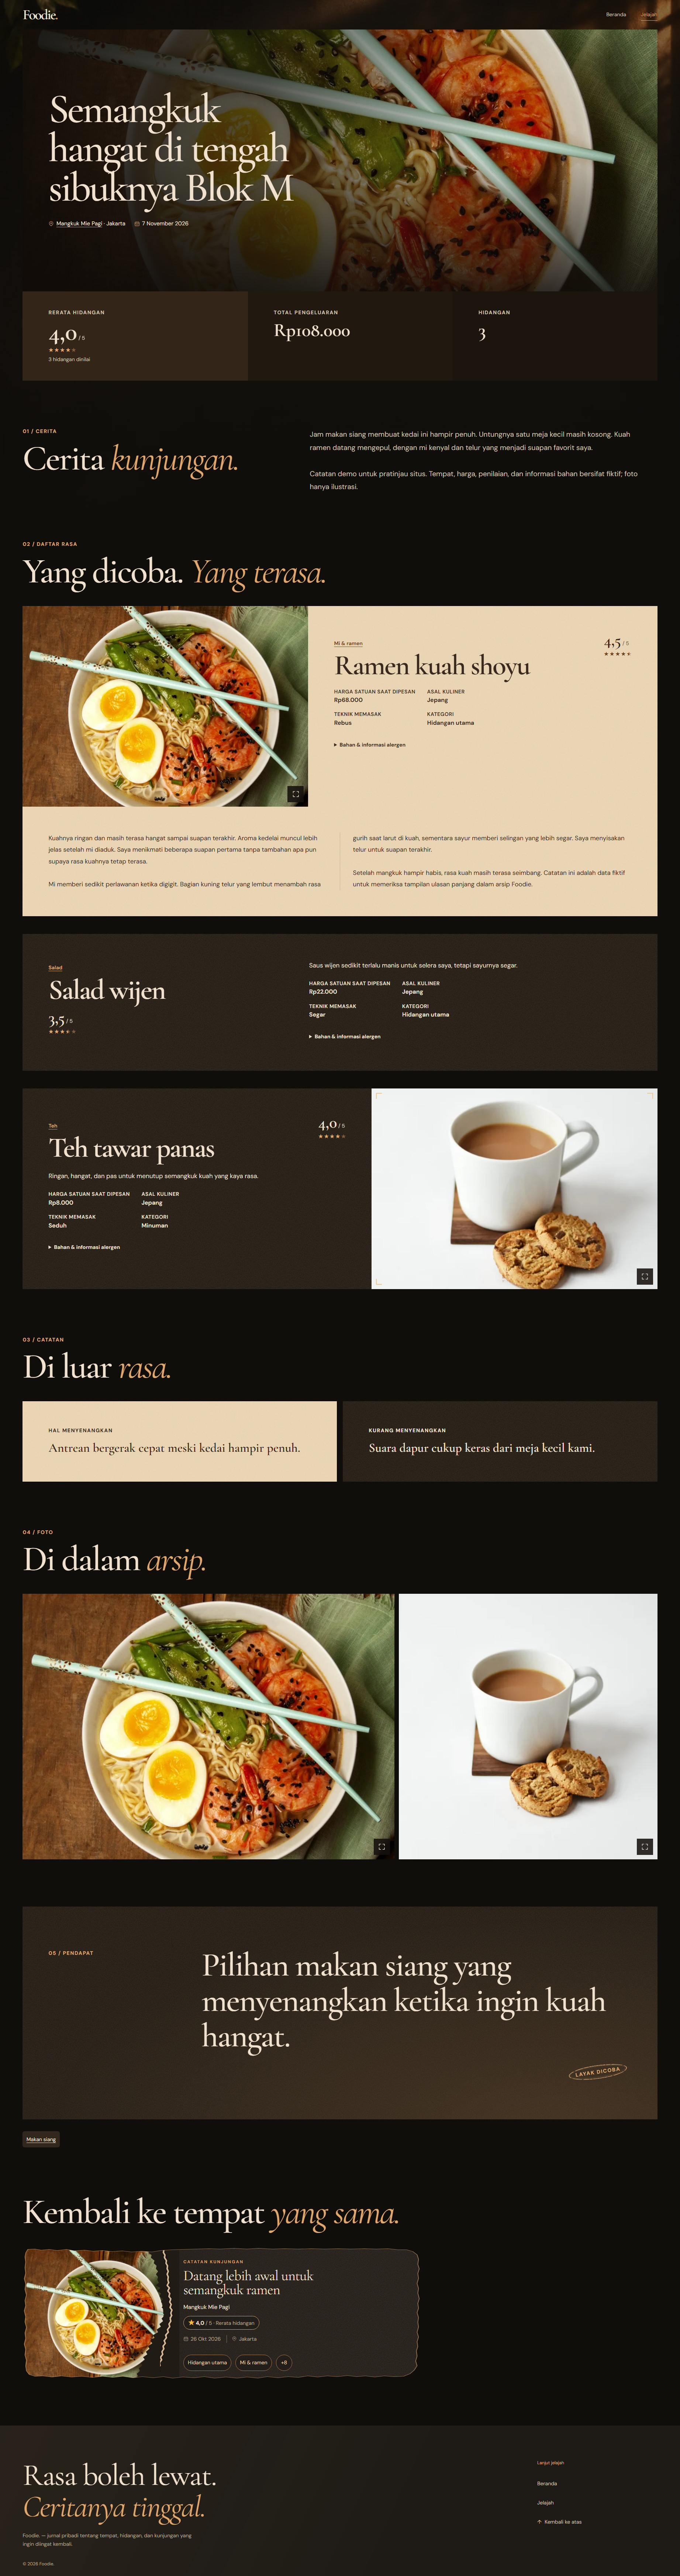 Foodie.
Beranda
Jelajah
Semangkuk
hangat di tengah
sibuknya Blok M
Mangkuk Mie Pagi · Jakarta
7 November 2026
RERATA HIDANGAN
4,0 / 5
★★★★★
3 hidangan dinilai
TOTAL PENGELUARAN
Rp108.000
HIDANGAN
3
01 / CERITA
Cerita kunjungan.
Jam makan siang membuat kedai ini hampir penuh. Untungnya satu meja kecil masih kosong. Kuah
ramen datang mengepul, dengan mi kenyal dan telur yang menjadi suapan favorit saya.
Catatan demo untuk pratinjau situs. Tempat, harga, penilaian, dan informasi bahan bersifat fiktif; foto
hanya ilustrasi.
02 / DAFTAR RASA
Yang dicoba. Yang terasa.
Mi & ramen
4,5 / 5
★★★★★
Ramen kuah shoyu
HARGA SATUAN SAAT DIPESAN
Rp68.000
ASAL KULINER
Jepang
TEKNIK MEMASAK
Rebus
KATEGORI
Hidangan utama
▸ Bahan & informasi alergen
Kuahnya ringan dan masih terasa hangat sampai suapan terakhir. Aroma kedelai muncul lebih
jelas setelah mi diaduk. Saya menikmati beberapa suapan pertama tanpa tambahan apa pun
supaya rasa kuahnya tetap terasa.
Mi memberi sedikit perlawanan ketika digigit. Bagian kuning telur yang lembut menambah rasa
gurih saat larut di kuah, sementara sayur memberi selingan yang lebih segar. Saya menyisakan
telur untuk suapan terakhir.
Setelah mangkuk hampir habis, rasa kuah masih terasa seimbang. Catatan ini adalah data fiktif
untuk memeriksa tampilan ulasan panjang dalam arsip Foodie.
Salad
Salad wijen
3,5 / 5
★★★★★
Saus wijen sedikit terlalu manis untuk selera saya, tetapi sayurnya segar.
HARGA SATUAN SAAT DIPESAN
Rp22.000
ASAL KULINER
Jepang
TEKNIK MEMASAK
Segar
KATEGORI
Hidangan utama
▸ Bahan & informasi alergen
Teh
4,0 / 5
★★★★★
Teh tawar panas
Ringan, hangat, dan pas untuk menutup semangkuk kuah yang kaya rasa.
HARGA SATUAN SAAT DIPESAN
Rp8.000
ASAL KULINER
Jepang
TEKNIK MEMASAK
Seduh
KATEGORI
Minuman
▸ Bahan & informasi alergen
03 / CATATAN
Di luar rasa.
HAL MENYENANGKAN
Antrean bergerak cepat meski kedai hampir penuh.
KURANG MENYENANGKAN
Suara dapur cukup keras dari meja kecil kami.
04 / FOTO
Di dalam arsip.
05 / PENDAPAT
Pilihan makan siang yang
menyenangkan ketika ingin kuah
hangat.
LAYAK DICOBA
Makan siang
Kembali ke tempat yang sama.
CATATAN KUNJUNGAN
Datang lebih awal untuk
semangkuk ramen
Mangkuk Mie Pagi
★ 4,0 / 5 · Rerata hidangan
26 Okt 2026
Jakarta
Hidangan utama
Mi & ramen
+8
Rasa boleh lewat.
Ceritanya tinggal.
Foodie. — jurnal pribadi tentang tempat, hidangan, dan kunjungan yang
ingin diingat kembali.
© 2026 Foodie.
Lanjut jelajah
Beranda
Jelajah
↑ Kembali ke atas